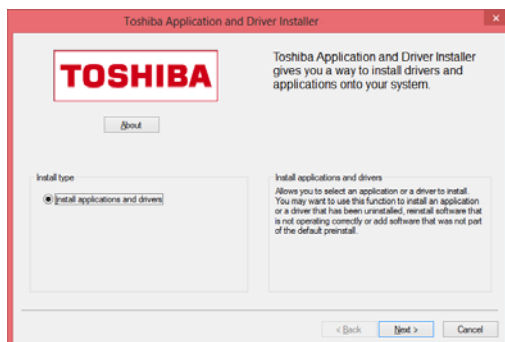 Toshiba Application and Driver Installer
TOSHIBA
Toshiba Application and Driver Installer
gives you a way to install drivers and
applications onto your system.
About
Install type
Install applications and drivers
Install applications and drivers
Allows you to select an application or a driver to install.
You may want to use this function to install an application
or a driver that has been uninstalled, reinstall software that
is not operating correctly or add software that was not part
of the default preinstall.
< Back
Next >
Cancel